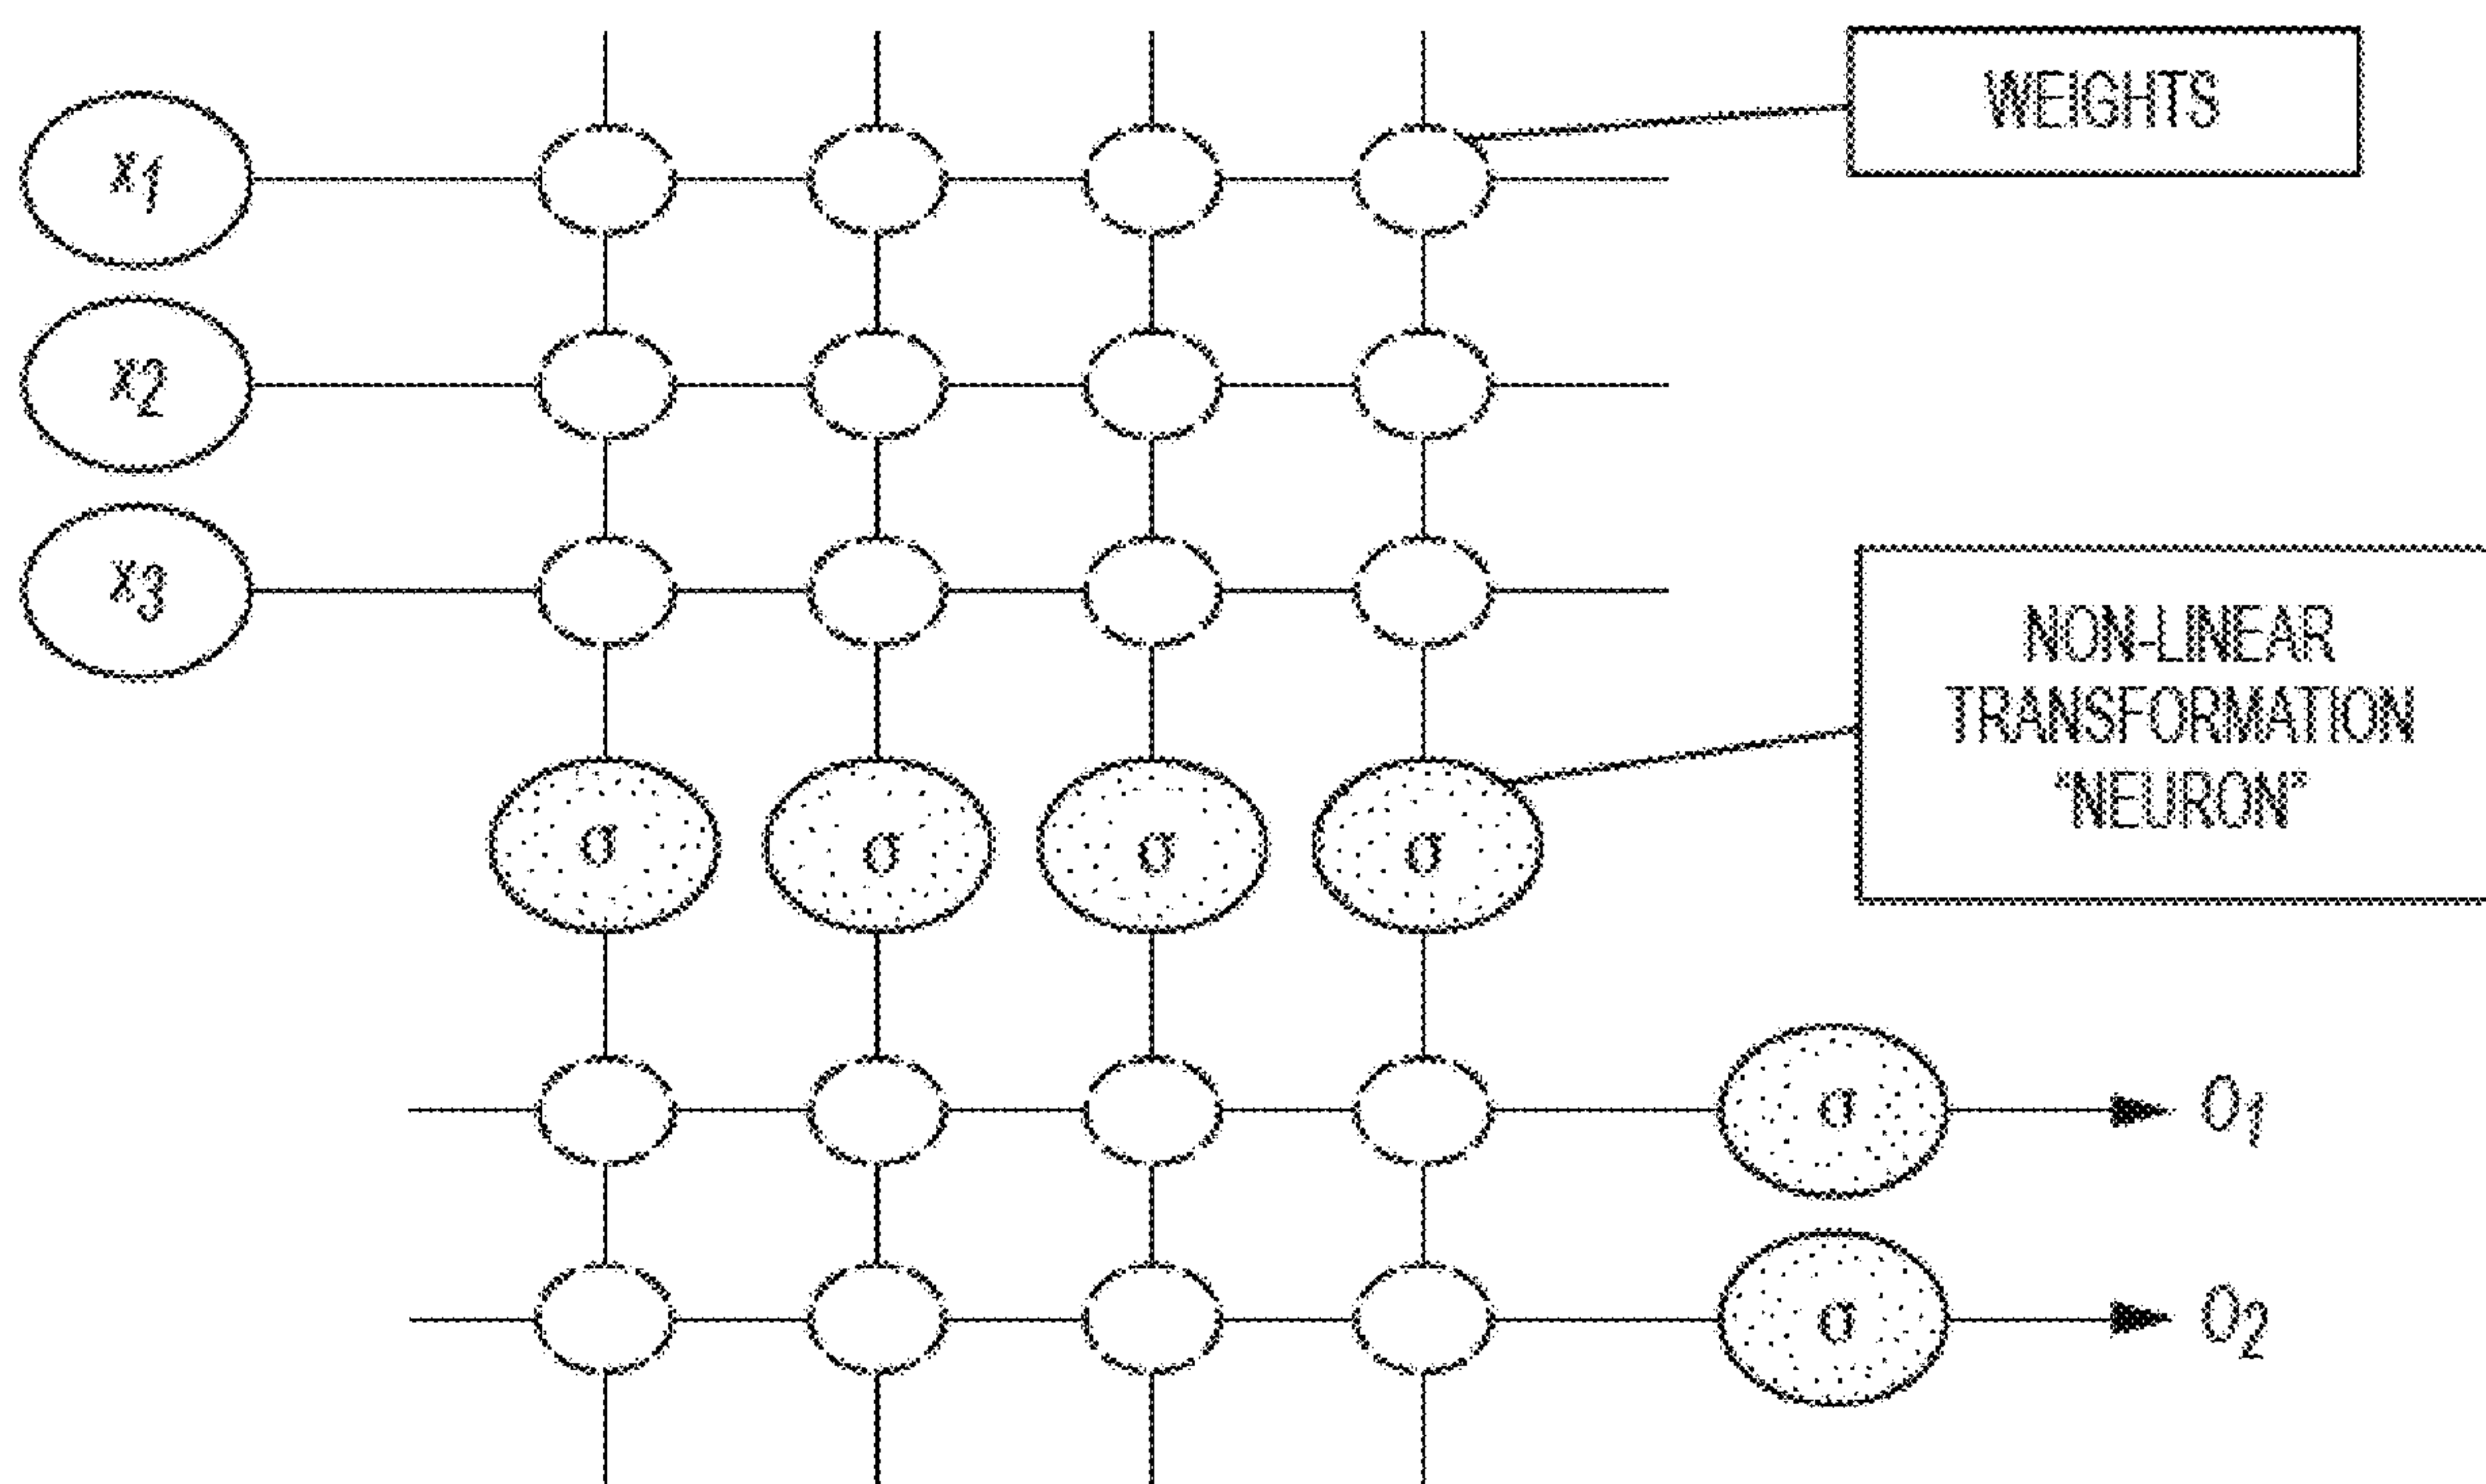 x1
WEIGHTS
x2
x3
NON-LINEAR
TRANSFORMATION
"NEURON"
σ σ σ σ
σ O1
σ O2